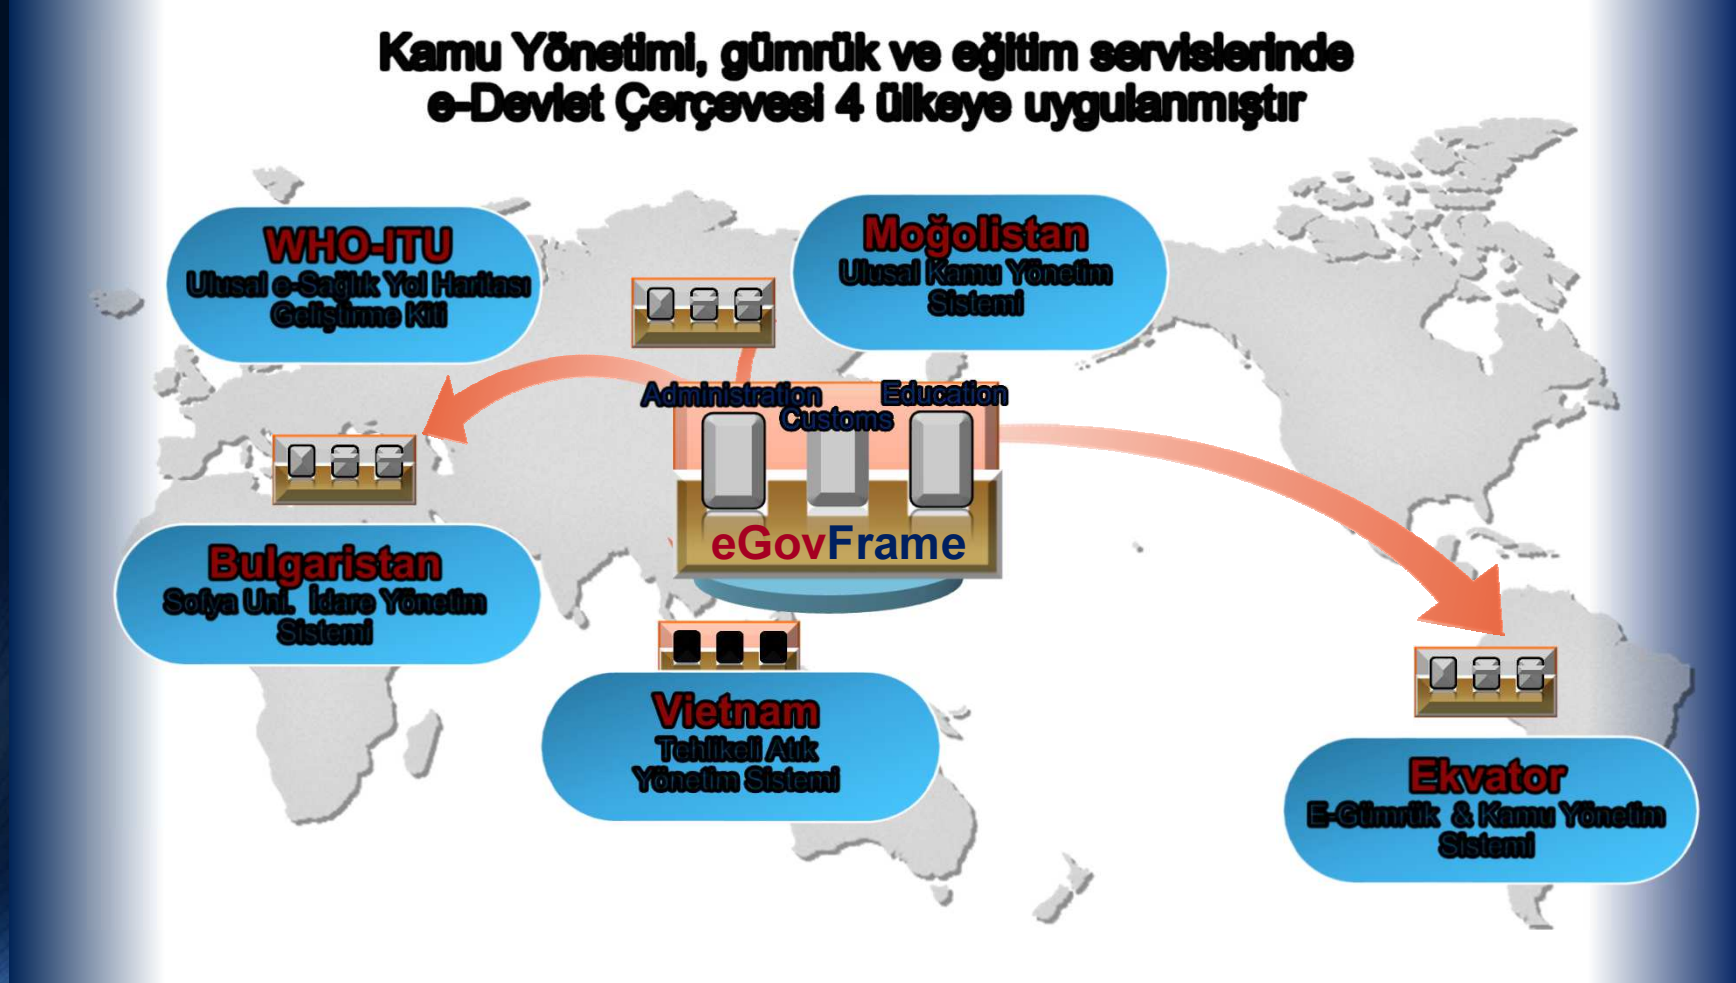 Kamu Yönetimi, gümrük ve eğitim servislerinde
e-Devlet Çerçevesi 4 ülkeye uygulanmıştır
WHO-ITU
Ulusal e-Sağlık Yol Haritası
Geliştirme Kiti
Moğolistan
Ulusal Kamu Yönetim
Sistemi
Administration
Customs
Education
eGovFrame
Bulgaristan
Sofya Uni. İdare Yönetim
Sistemi
Vietnam
Tehlikeli Atık
Yönetim Sistemi
Ekvator
E-Gümrük & Kamu Yönetim
Sistemi